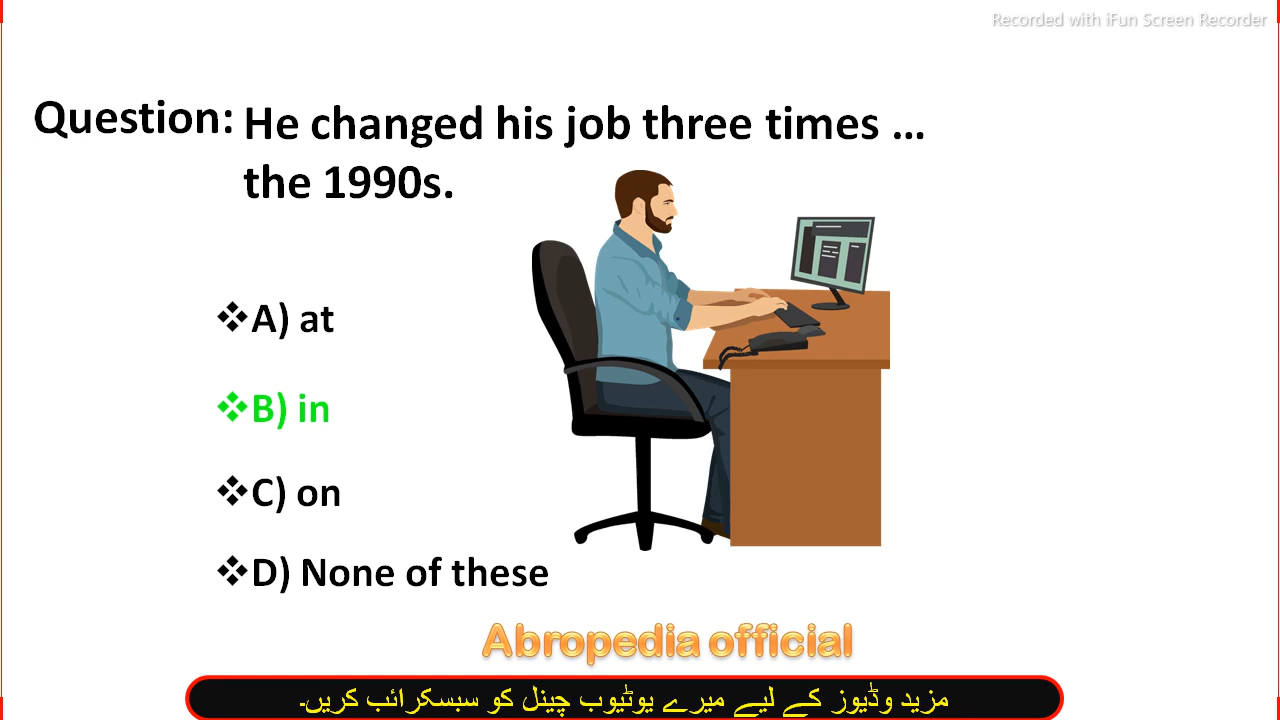 Recorded with iFun Screen Recorder
Question: He changed his job three times ...
the 1990s.
❖A) at
❖B) in
❖C) on
❖D) None of these
Abropedia official
مزید وڈیوز کے لیے میرے یوٹیوب چینل کو سبسکرائب کریں۔